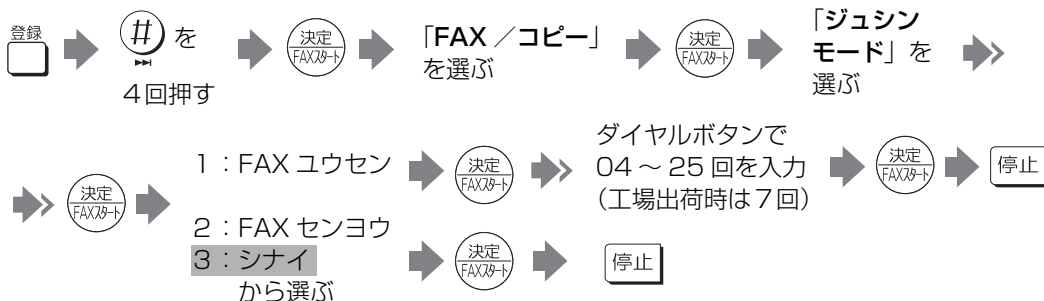 登録
#を
4回押す
決定
FAXスタート
「FAX／コピー」
を選ぶ
決定
FAXスタート
「ジュシン
モード」を
選ぶ
決定
FAXスタート
1：FAX ユウセン
決定
FAXスタート
ダイヤルボタンで
04～25回を入力
（工場出荷時は7回）
決定
FAXスタート
停止
2：FAX センヨウ
3：シナイ
から選ぶ
決定
FAXスタート
停止